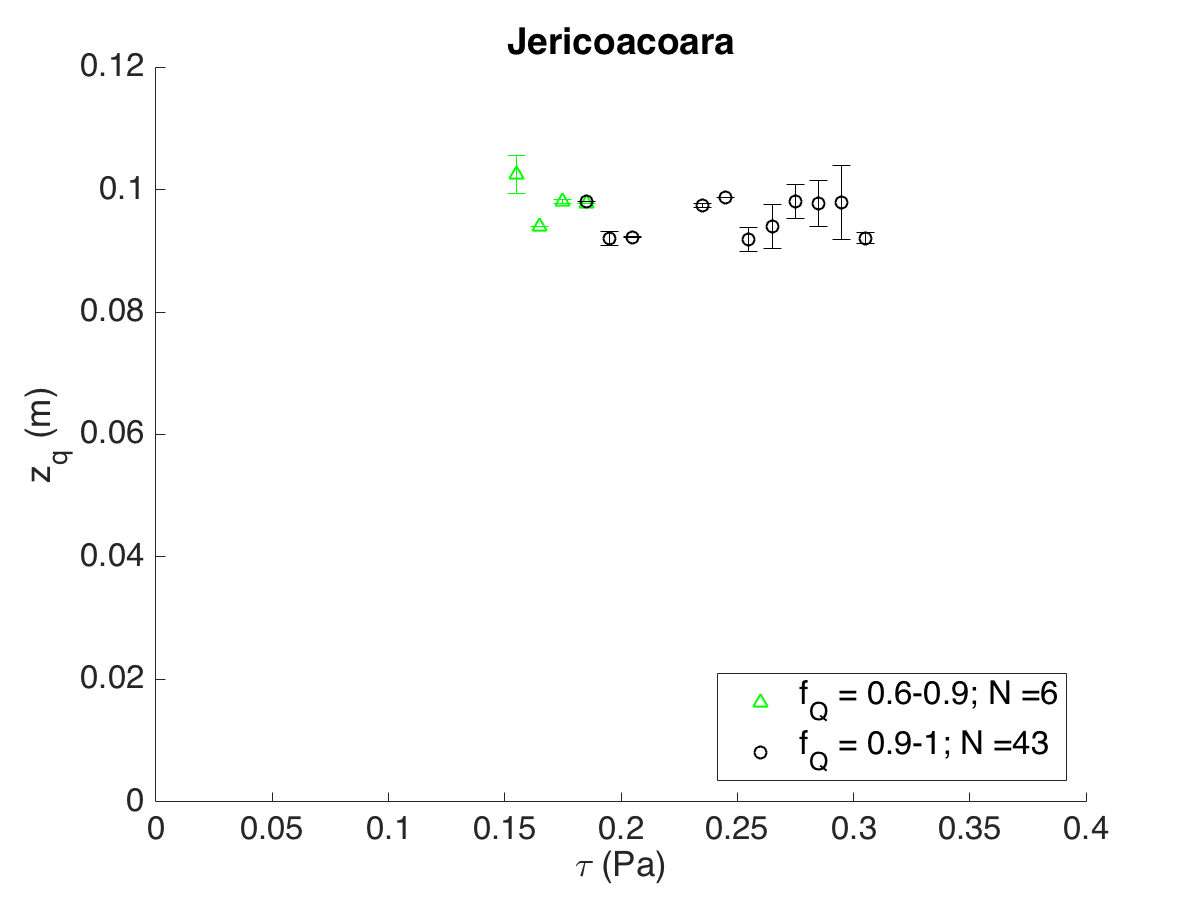 Jericoacoara
0.12
0.1
0.08
0.06
0.04
0.02
0
z_q (m)
0 0.05 0.1 0.15 0.2 0.25 0.3 0.35 0.4
τ (Pa)
f_Q = 0.6-0.9; N =6
f_Q = 0.9-1; N =43